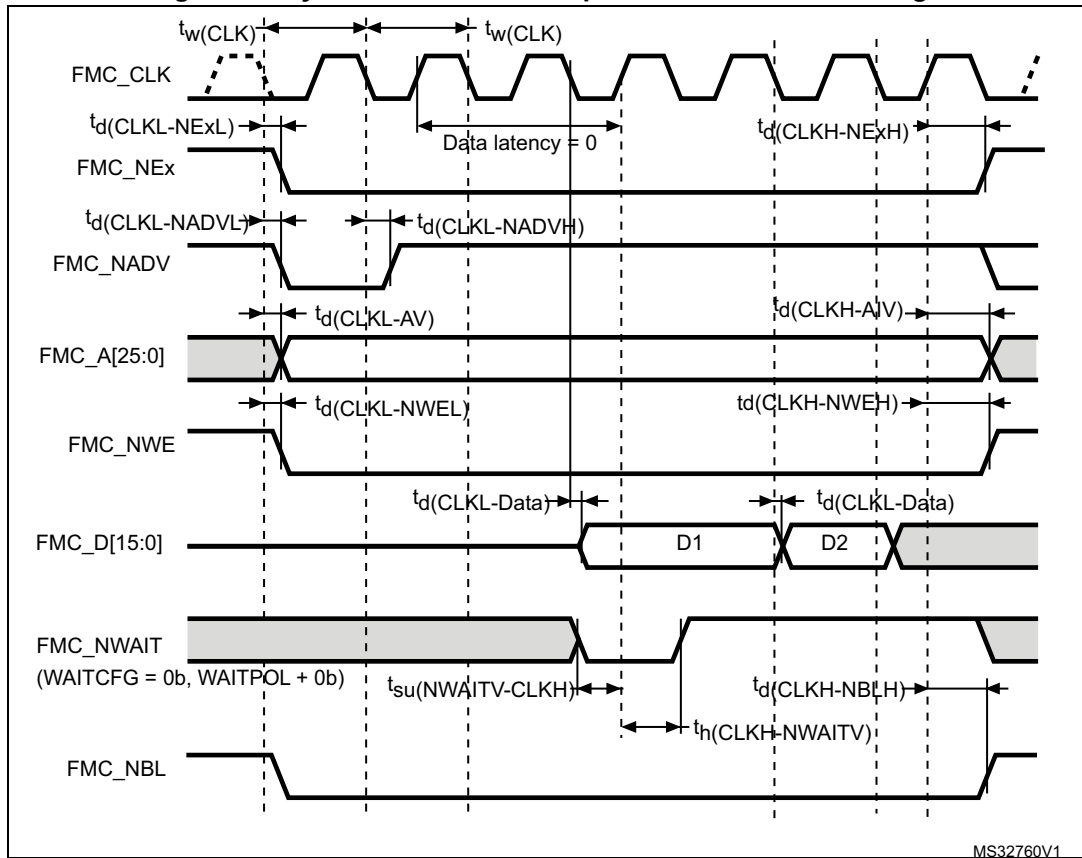 tw(CLK) tw(CLK)
FMC_CLK
td(CLKL-NExL) Data latency = 0 td(CLKH-NExH)
FMC_NEx
td(CLKL-NADVL) td(CLKL-NADVH)
FMC_NADV
td(CLKL-AV) td(CLKH-AIV)
FMC_A[25:0]
td(CLKL-NWEL) td(CLKH-NWEH)
FMC_NWE
td(CLKL-Data) td(CLKL-Data)
FMC_D[15:0] D1 D2
FMC_NWAIT
(WAITCFG = 0b, WAITPOL + 0b)
tsu(NWAITV-CLKH) td(CLKH-NBLH)
th(CLKH-NWAITV)
FMC_NBL
MS32760V1